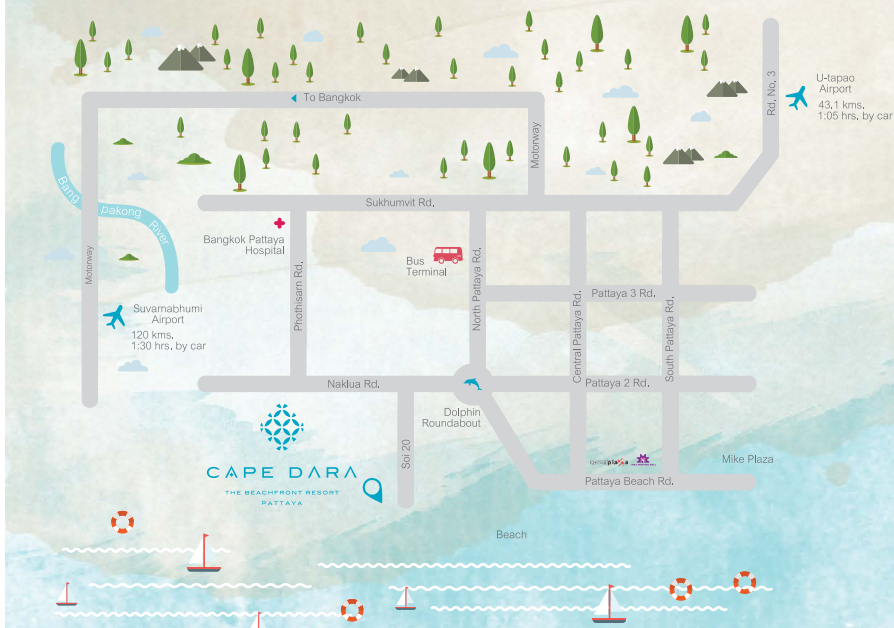 Rd. No. 3
U-tapao
Airport
43.1 kms.
1:05 hrs. by car
To Bangkok
Motorway
Bang pakong River
Sukhumvit Rd.
Bangkok Pattaya
Hospital
Bus
Terminal
Phothisarn Rd.
North Pattaya Rd.
Central Pattaya Rd.
South Pattaya Rd.
Motorway
Pattaya 3 Rd.
Suvarnabhumi
Airport
120 kms.
1:30 hrs. by car
Naklua Rd.
Pattaya 2 Rd.
Dolphin
Roundabout
Soi 20
CAPE DARA
THE BEACHFRONT RESORT
PATTAYA
Mike Plaza
Pattaya Beach Rd.
Beach